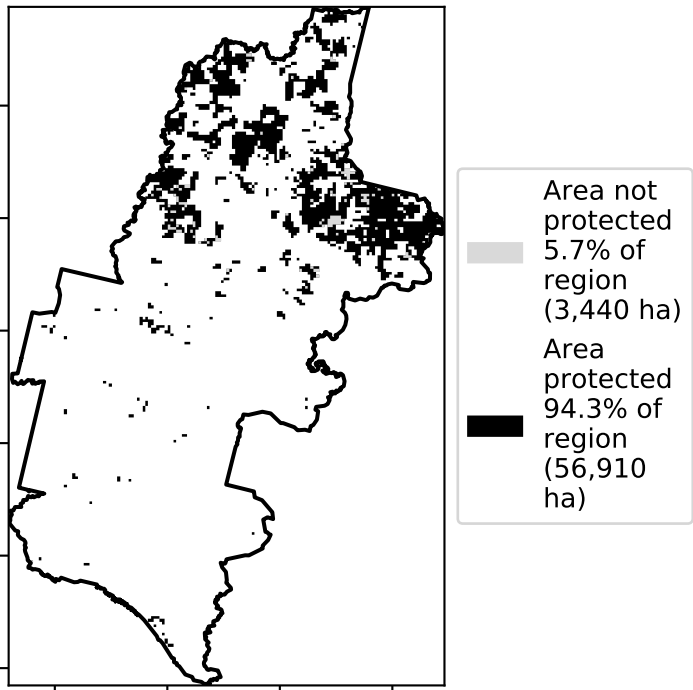 Area not
protected
5.7% of
region
(3,440 ha)
Area
protected
94.3% of
region
(56,910
ha)